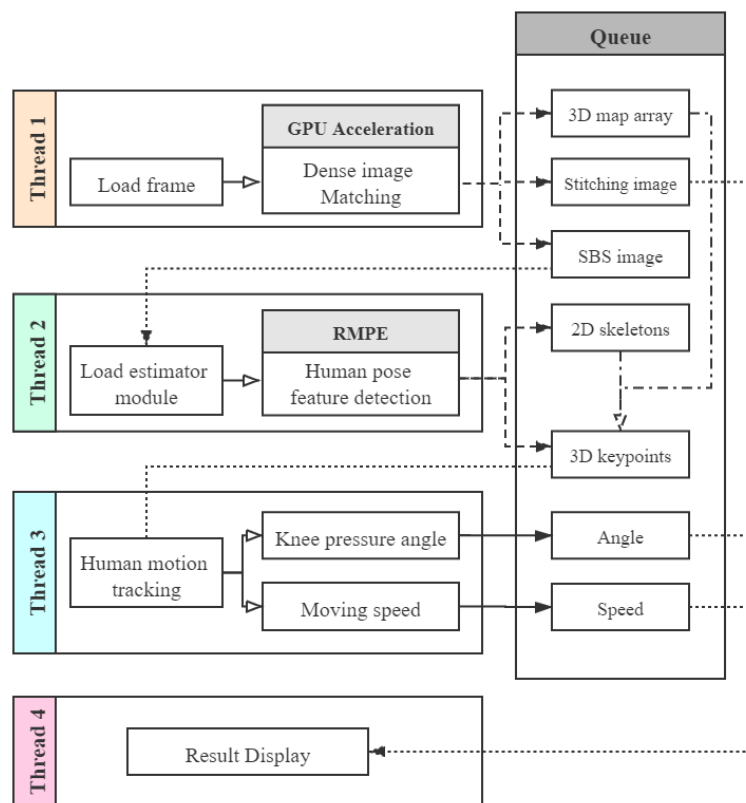 Queue
Thread 1
GPU Acceleration
Load frame
Dense image
Matching
3D map array
Stitching image
SBS image
Thread 2
RMPE
Load estimator
module
Human pose
feature detection
2D skeletons
3D keypoints
Thread 3
Human motion
tracking
Knee pressure angle
Moving speed
Angle
Speed
Thread 4
Result Display